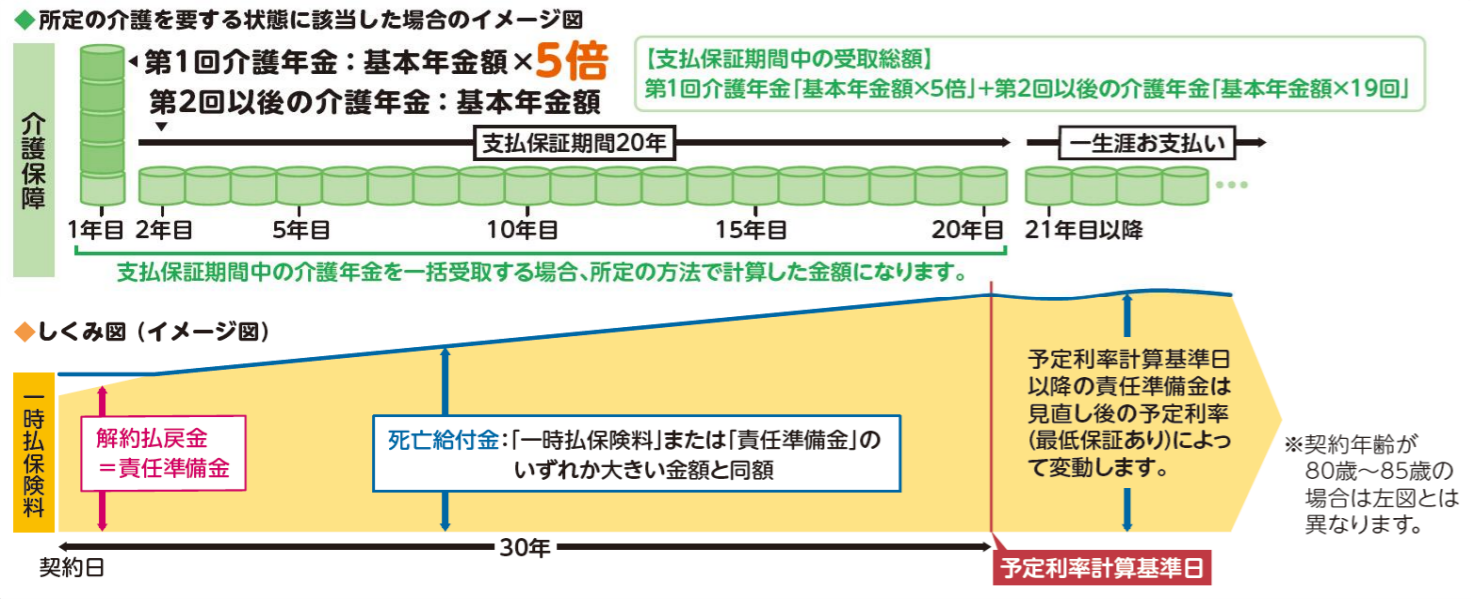 ◆所定の介護を要する状態に該当した場合のイメージ図
介護保障
第1回介護年金：基本年金額×5倍
第2回以後の介護年金：基本年金額
【支払保証期間中の受取総額】
第1回介護年金「基本年金額×5倍」+第2回以後の介護年金「基本年金額×19回」
支払保証期間20年
一生涯お支払い
1年目 2年目 5年目 10年目 15年目 20年目 21年目以降
支払保証期間中の介護年金を一括受取する場合、所定の方法で計算した金額になります。
◆しくみ図（イメージ図）
一時払保険料
解約払戻金
＝責任準備金
死亡給付金：「一時払保険料」または「責任準備金」の
いずれか大きい金額と同額
予定利率計算基準日
以降の責任準備金は
見直し後の予定利率
(最低保証あり)によっ
て変動します。
※契約年齢が
80歳～85歳の
場合は左図とは
異なります。
30年
契約日
予定利率計算基準日